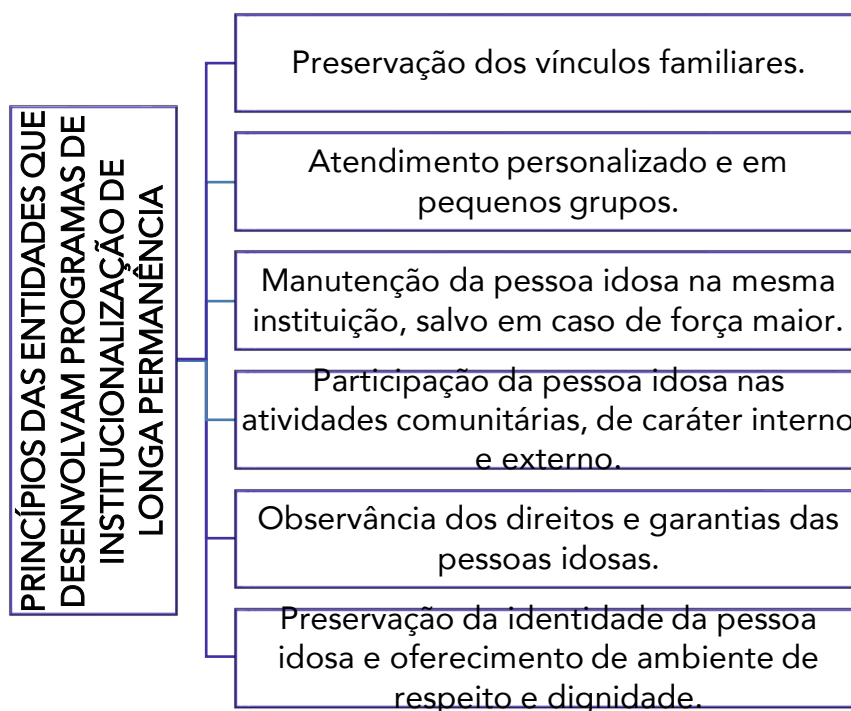 PRINCÍPIOS DAS ENTIDADES QUE
DESENVOLVAM PROGRAMAS DE
INSTITUCIONALIZAÇÃO DE
LONGA PERMANÊNCIA
Preservação dos vínculos familiares.
Atendimento personalizado e em
pequenos grupos.
Manutenção da pessoa idosa na mesma
instituição, salvo em caso de força maior.
Participação da pessoa idosa nas
atividades comunitárias, de caráter interno
e externo.
Observância dos direitos e garantias das
pessoas idosas.
Preservação da identidade da pessoa
idosa e oferecimento de ambiente de
respeito e dignidade.